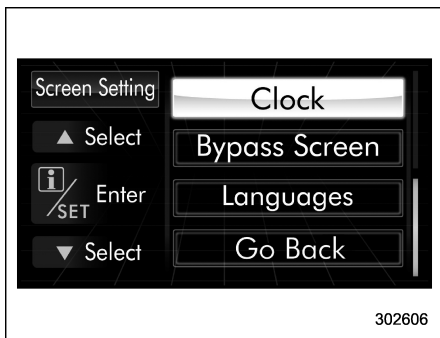 Screen Setting
▲ Select
i/SET Enter
▼ Select
Clock
Bypass Screen
Languages
Go Back
302606